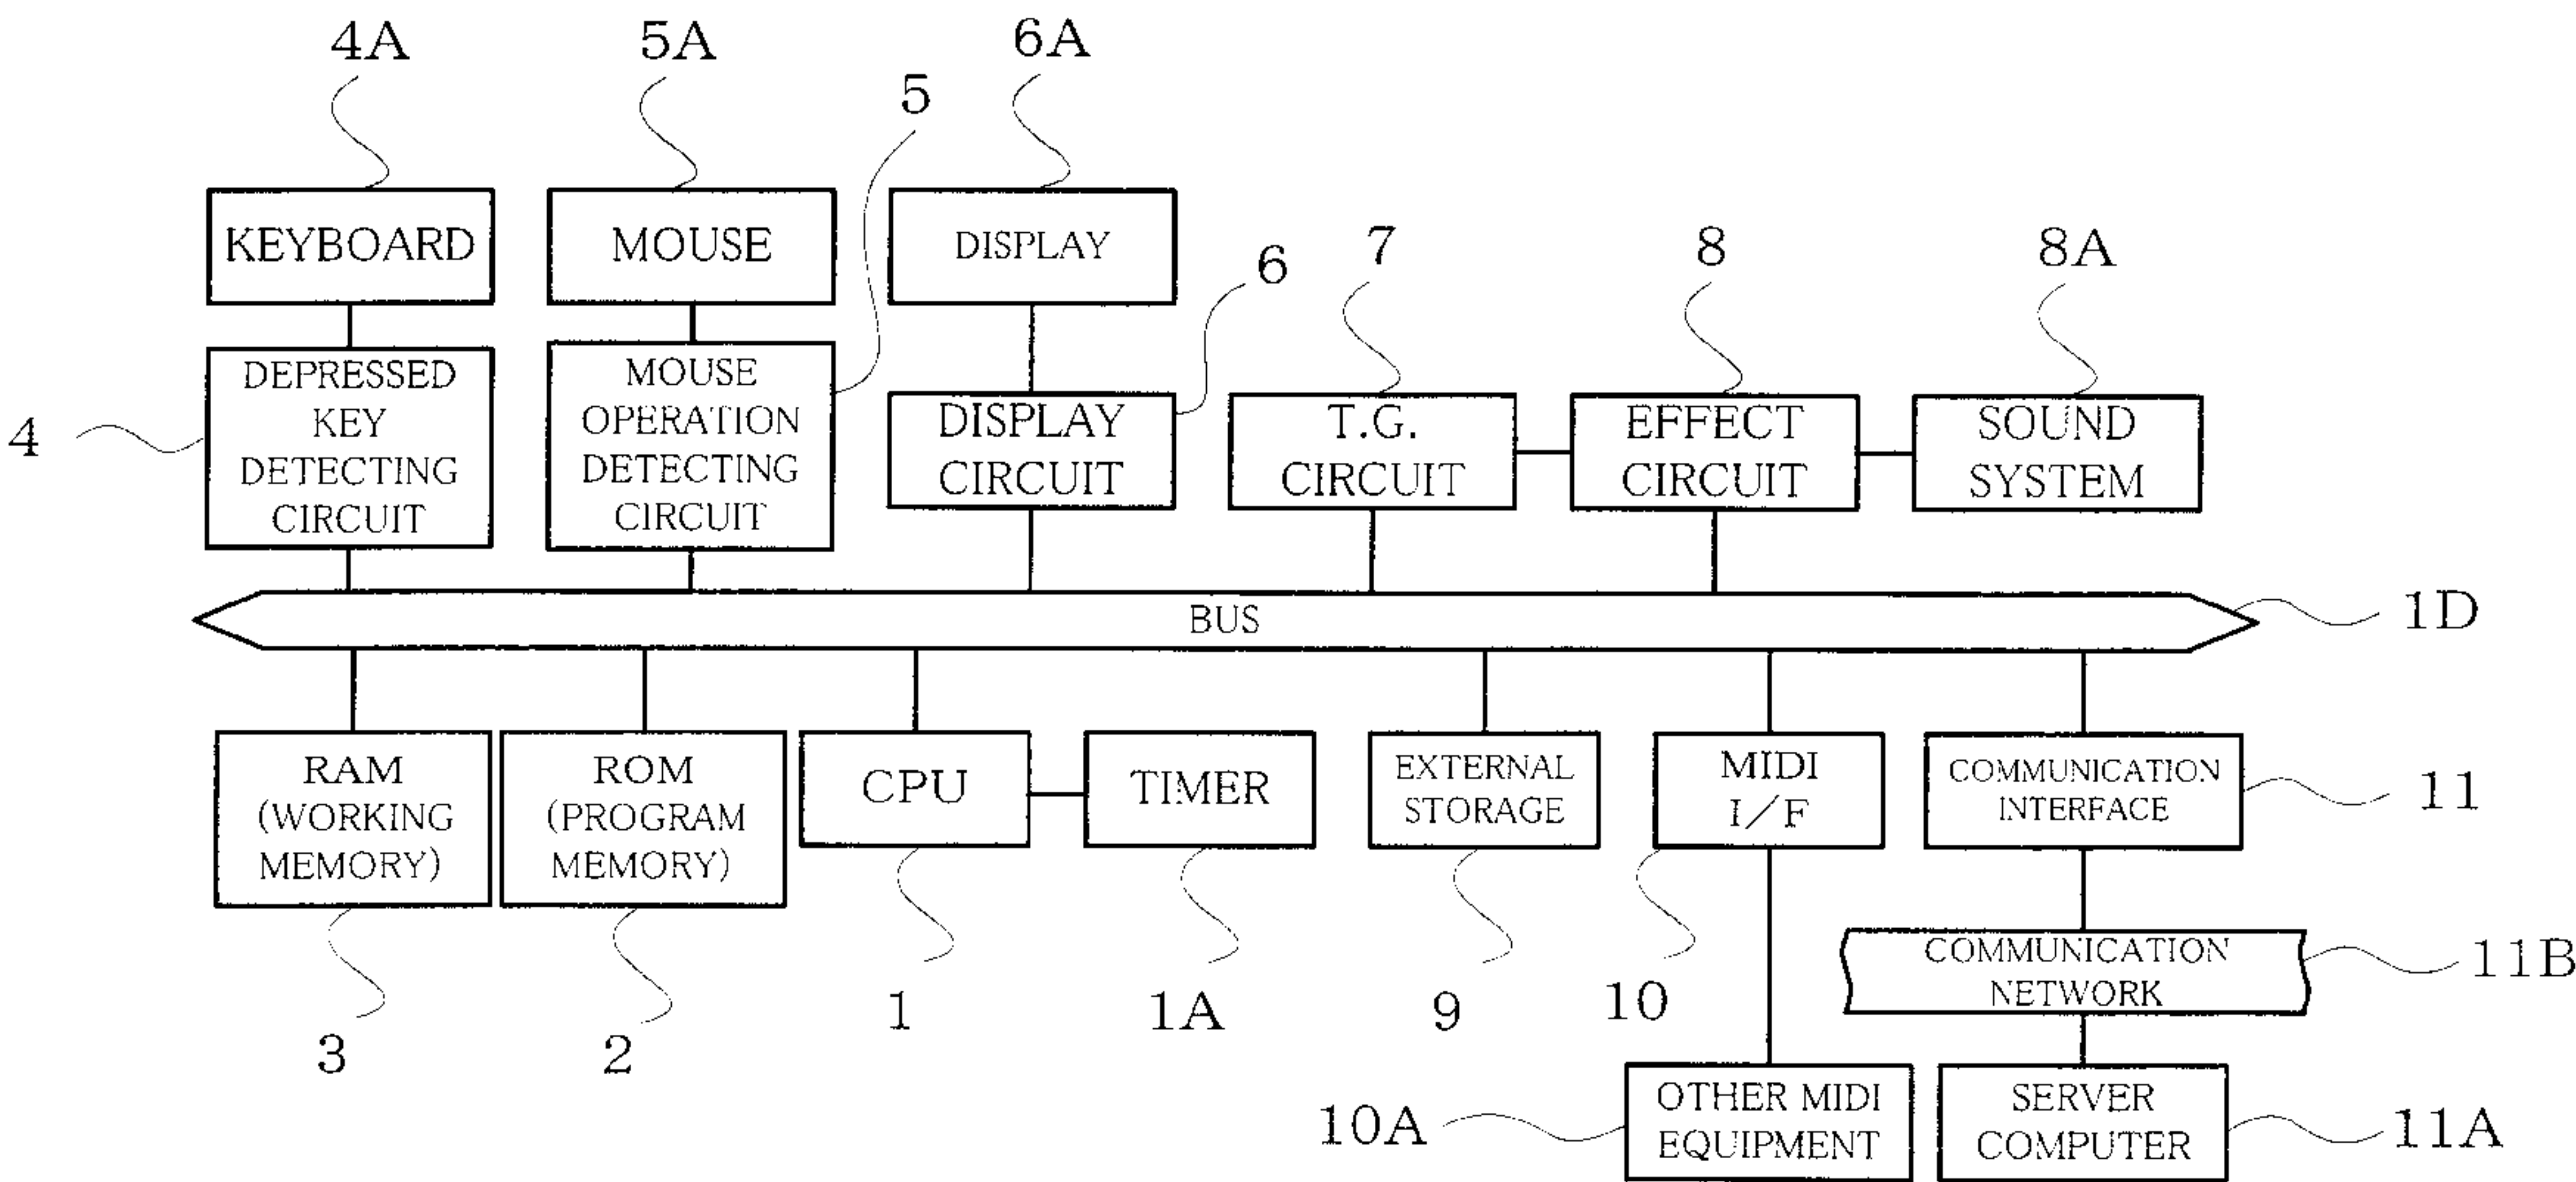 4A
5A
6A
5
KEYBOARD
MOUSE
DISPLAY
6
7
8
8A
4
DEPRESSED
KEY
DETECTING
CIRCUIT
MOUSE
OPERATION
DETECTING
CIRCUIT
DISPLAY
CIRCUIT
T.G.
CIRCUIT
EFFECT
CIRCUIT
SOUND
SYSTEM
BUS
1D
RAM
(WORKING
MEMORY)
ROM
(PROGRAM
MEMORY)
CPU
TIMER
EXTERNAL
STORAGE
MIDI
I/F
COMMUNICATION
INTERFACE
11
3
2
1
1A
9
10
COMMUNICATION
NETWORK
11B
10A
OTHER MIDI
EQUIPMENT
SERVER
COMPUTER
11A